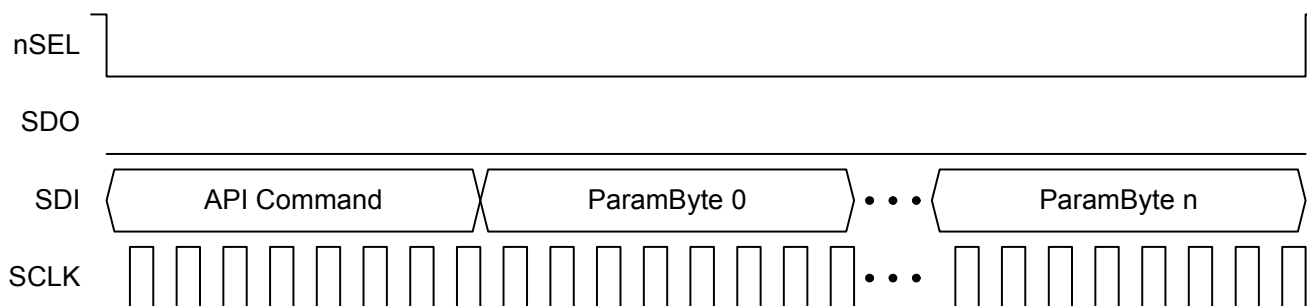 nSEL
SDO
SDI API Command ParamByte 0 • • • ParamByte n
SCLK • • •